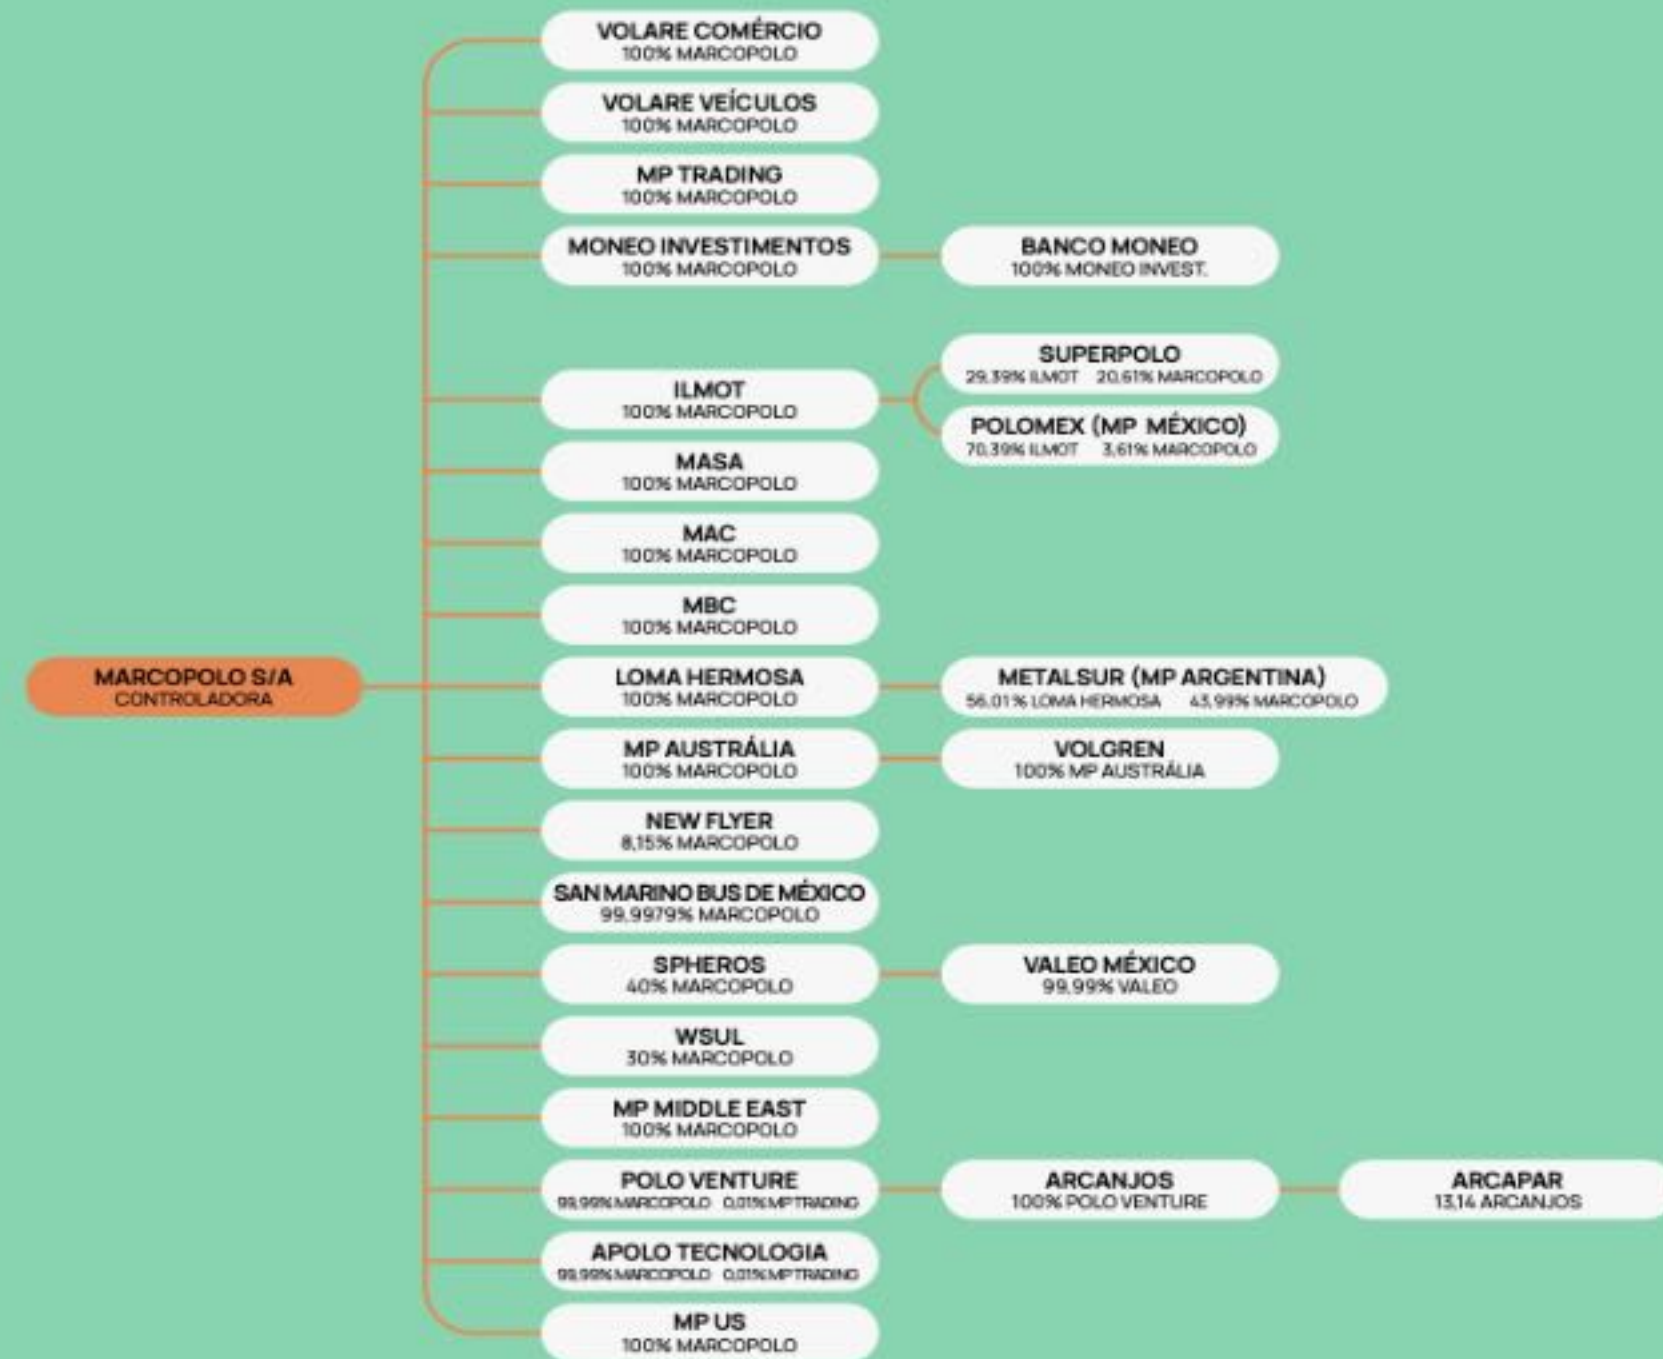 VOLARE COMÉRCIO
100% MARCOPOLO
VOLARE VEÍCULOS
100% MARCOPOLO
MP TRADING
100% MARCOPOLO
MONEO INVESTIMENTOS
100% MARCOPOLO
BANCO MONEO
100% MONEO INVEST.
ILMOT
100% MARCOPOLO
SUPERPOLO
29,39% ILMOT 20,61% MARCOPOLO
POLOMEX (MP MÉXICO)
70,39% ILMOT 3,61% MARCOPOLO
MASA
100% MARCOPOLO
MAC
100% MARCOPOLO
MBC
100% MARCOPOLO
MARCOPOLO S/A
CONTROLADORA
LOMA HERMOSA
100% MARCOPOLO
METALSUR (MP ARGENTINA)
56,01% LOMA HERMOSA 43,99% MARCOPOLO
MP AUSTRÁLIA
100% MARCOPOLO
VOLGREN
100% MP AUSTRÁLIA
NEW FLYER
8,15% MARCOPOLO
SAN MARINO BUS DE MÉXICO
99,9979% MARCOPOLO
SPHEROS
40% MARCOPOLO
VALEO MÉXICO
99,99% VALEO
WSUL
30% MARCOPOLO
MP MIDDLE EAST
100% MARCOPOLO
POLO VENTURE
99,99% MARCOPOLO 0,01% MP TRADING
ARCANJOS
100% POLO VENTURE
ARCAPAR
13,14 ARCANJOS
APOLO TECNOLOGIA
99,99% MARCOPOLO 0,01% MP TRADING
MP US
100% MARCOPOLO